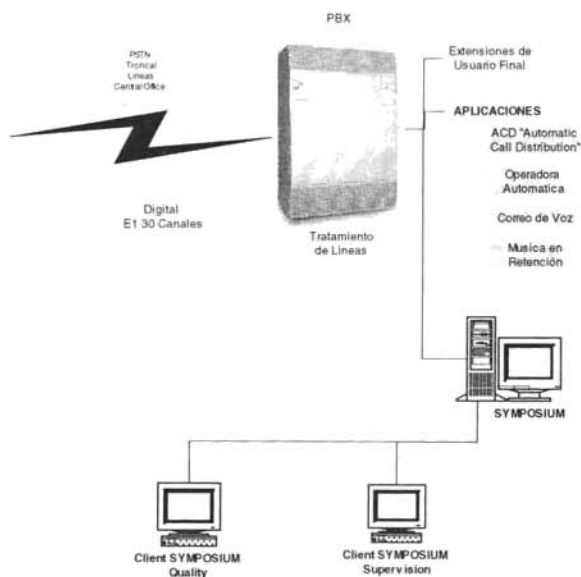 PBX
PSTN
Troncal
Lineas
Central Office
Extensiones de
Usuario Final
APLICACIONES
ACD "Automatic
Call Distribution"
Operadora
Automatica
Correo de Voz
Musica en
Retención
Digital
E1 30 Canales
Tratamiento
de Lineas
SYMPOSIUM
Client SYMPOSIUM
Quality
Client SYMPOSIUM
Supervision